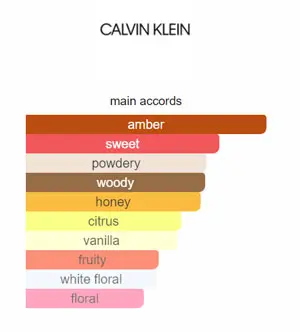 CALVIN KLEIN
main accords
amber
sweet
powdery
woody
honey
citrus
vanilla
fruity
white floral
floral